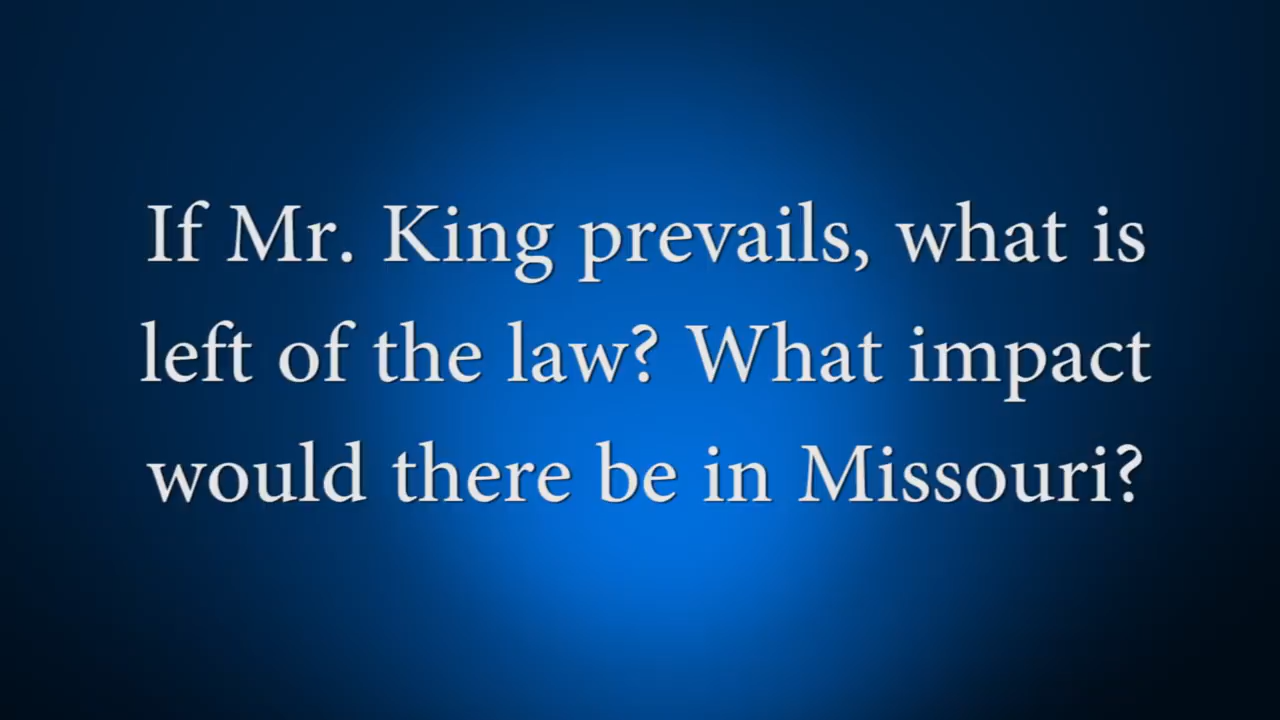 If Mr. King prevails, what is
left of the law? What impact
would there be in Missouri?